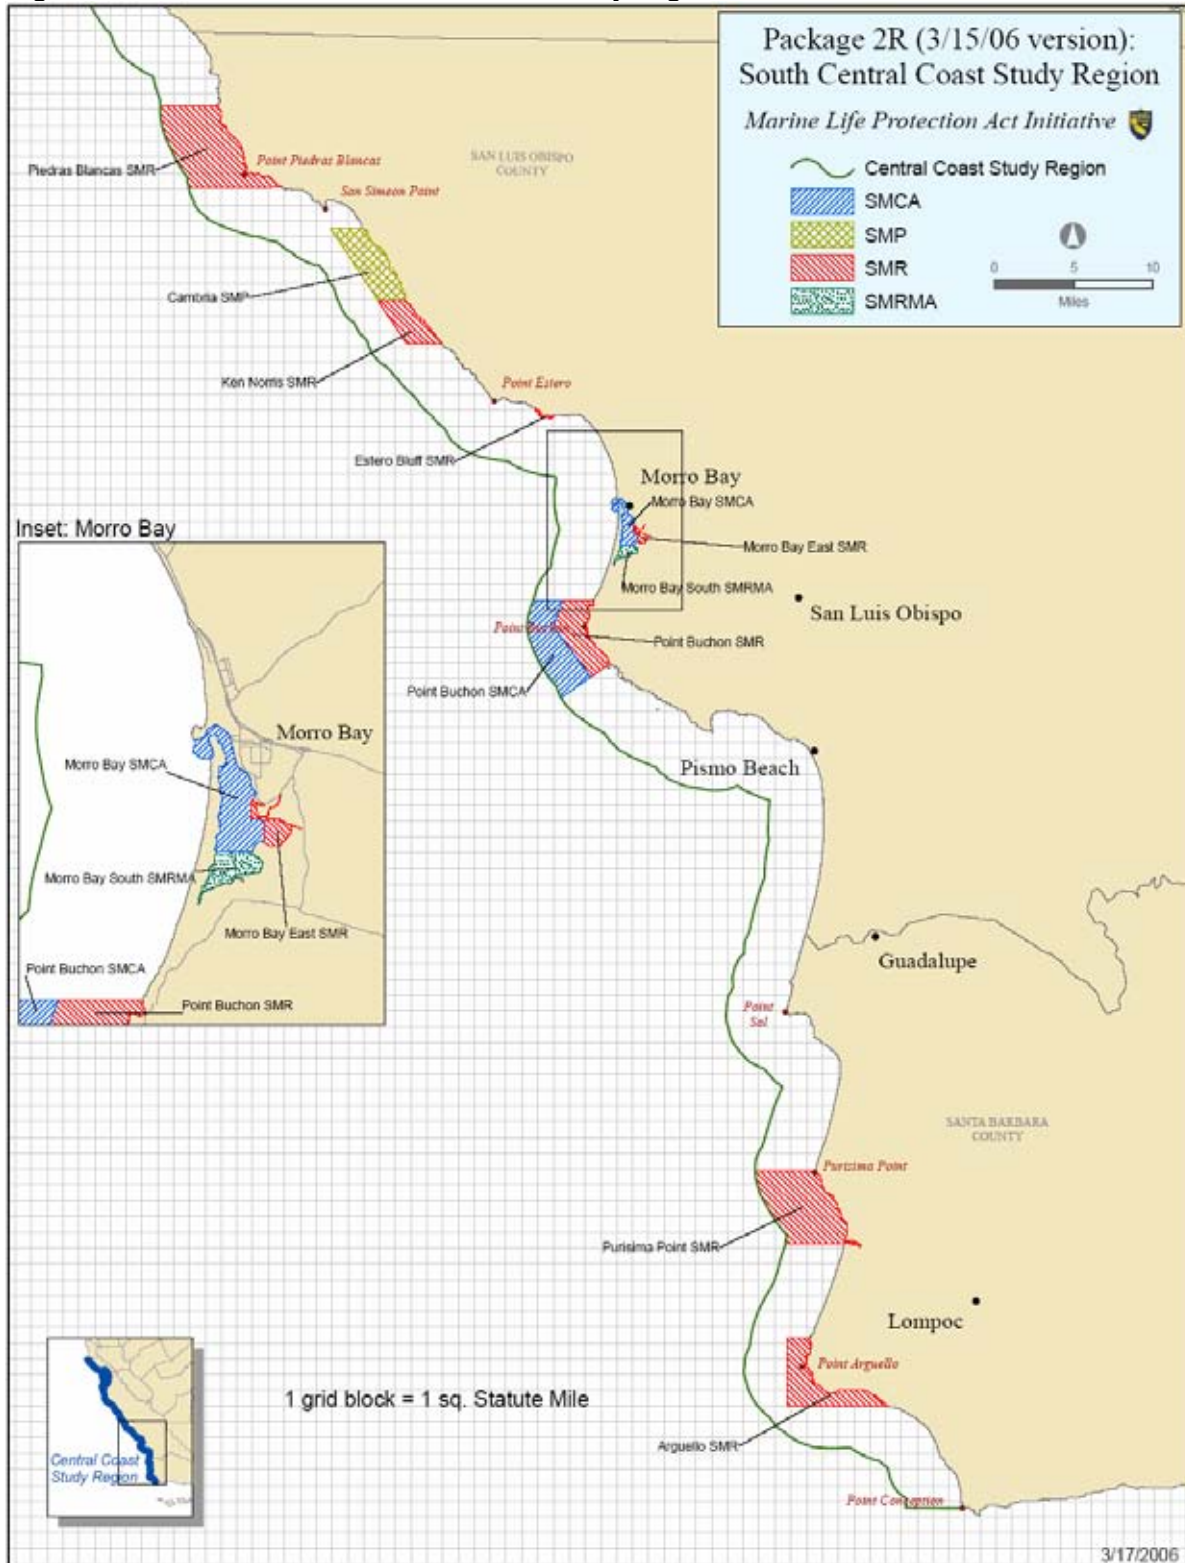 Package 2R (3/15/06 version):
South Central Coast Study Region
Marine Life Protection Act Initiative
Central Coast Study Region
SMCA
SMP
SMR
SMRMA
0 5 10
Miles
SAN LUIS OBISPO
COUNTY
Point Piedras Blancas
Piedras Blancas SMR
San Simeon Point
Cambria SMP
Ken Norris SMR
Point Estero
Estero Bluff SMR
Morro Bay
Morro Bay SMCA
Morro Bay East SMR
Morro Bay South SMRMA
San Luis Obispo
Point Buchon SMR
Point Buchon SMCA
Pismo Beach
Inset: Morro Bay
Morro Bay
Morro Bay SMCA
Morro Bay South SMRMA
Morro Bay East SMR
Point Buchon SMCA
Point Buchon SMR
Guadalupe
Point
Sal
SANTA BARBARA
COUNTY
Purisima Point
Purisima Point SMR
Lompoc
Point Arguello
Arguello SMR
Point Conception
1 grid block = 1 sq. Statute Mile
Central Coast
Study Region
3/17/2006